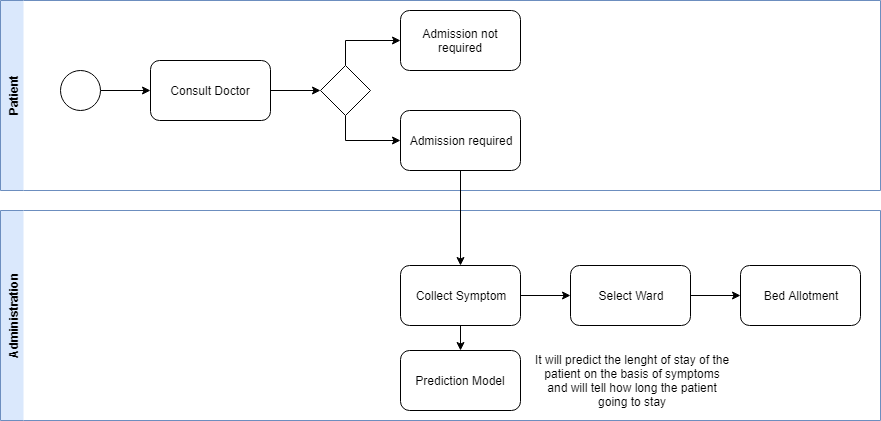 Patient
Consult Doctor
Admission not
required
Admission required
Administration
Collect Symptom
Select Ward
Bed Allotment
Prediction Model
It will predict the lenght of stay of the
patient on the basis of symptoms
and will tell how long the patient
going to stay